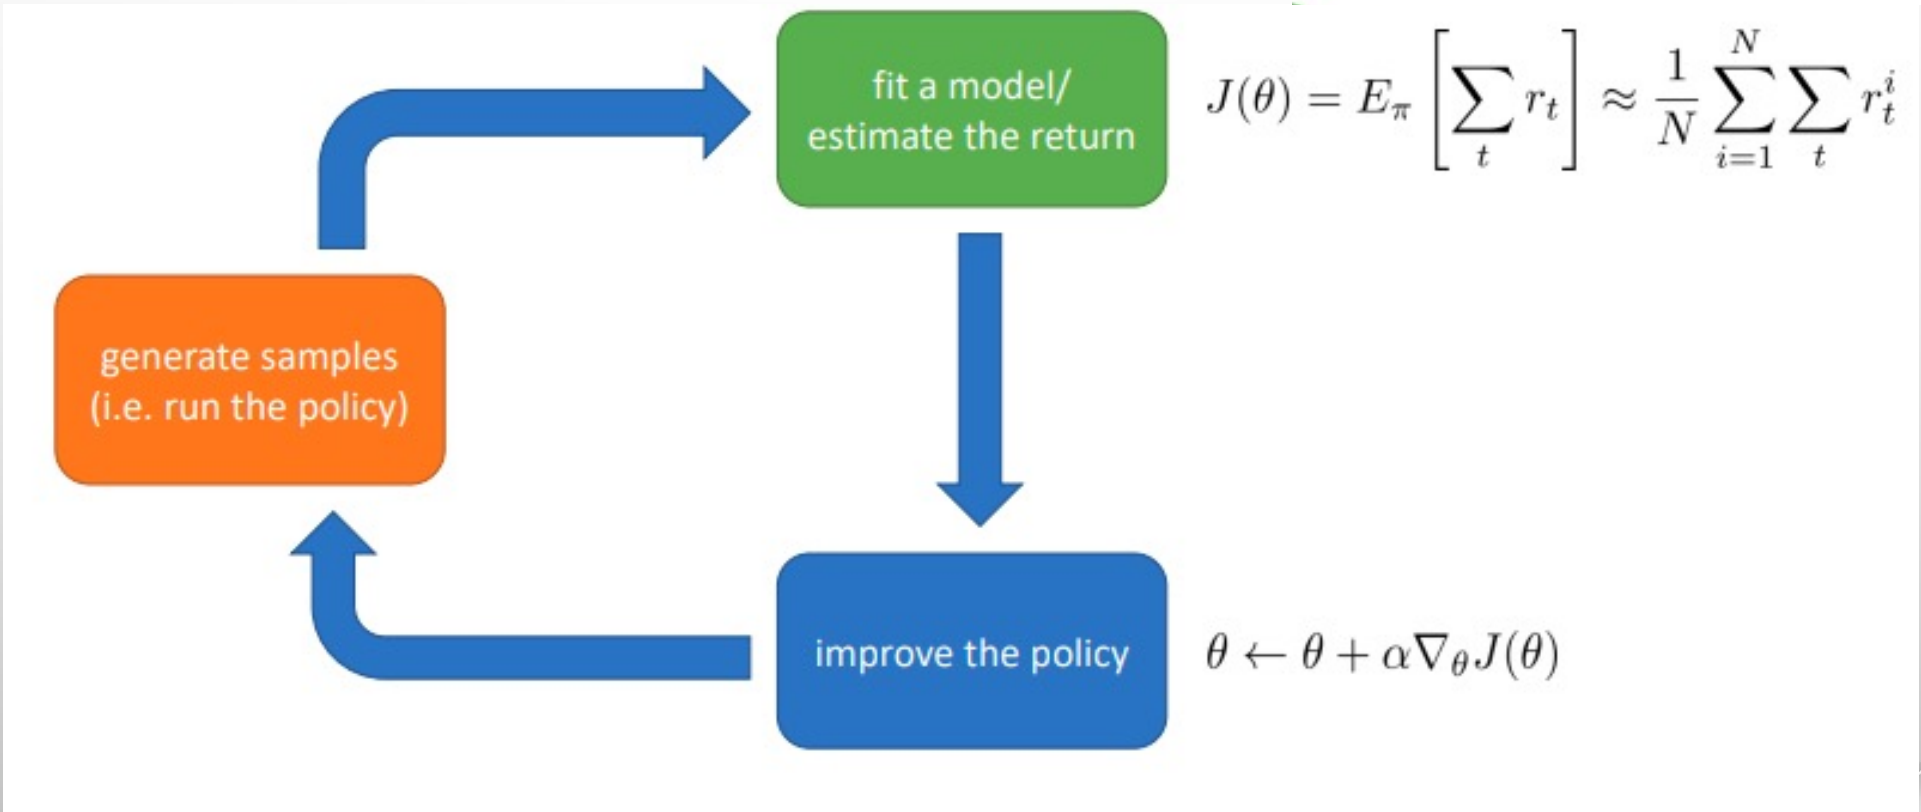 fit a model/
estimate the return
J(θ) = E_π [∑_t r_t] ≈ 1/N ∑_{i=1}^N ∑_t r_t^i
generate samples
(i.e. run the policy)
improve the policy
θ ← θ + α∇_θ J(θ)